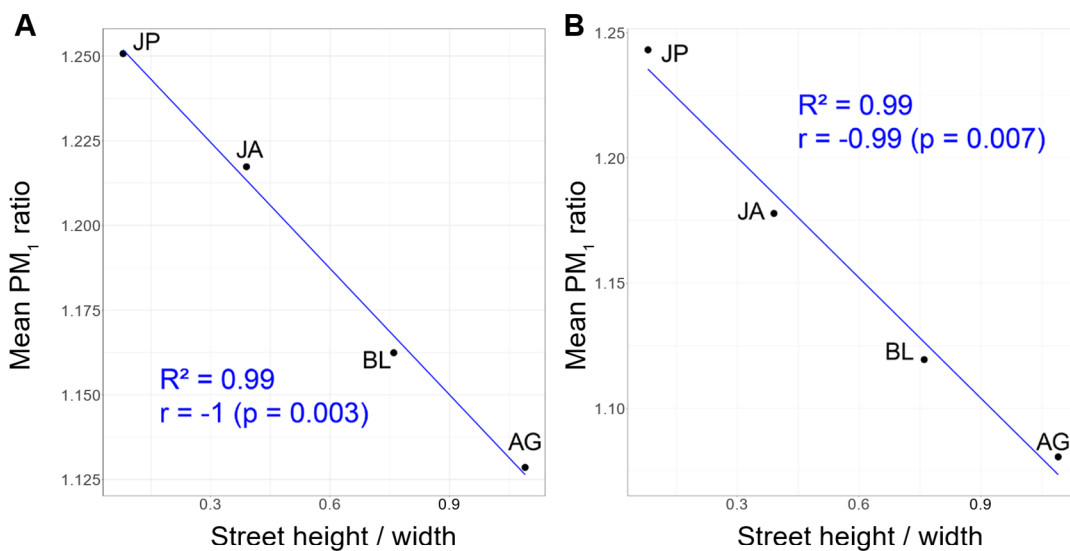 A
Mean PM₁ ratio
1.250
1.225
1.200
1.175
1.150
1.125
JP
JA
BL
AG
R² = 0.99
r = -1 (p = 0.003)
0.3 0.6 0.9
Street height / width
B
Mean PM₁ ratio
1.25
1.20
1.15
1.10
JP
R² = 0.99
r = -0.99 (p = 0.007)
JA
BL
AG
0.3 0.6 0.9
Street height / width